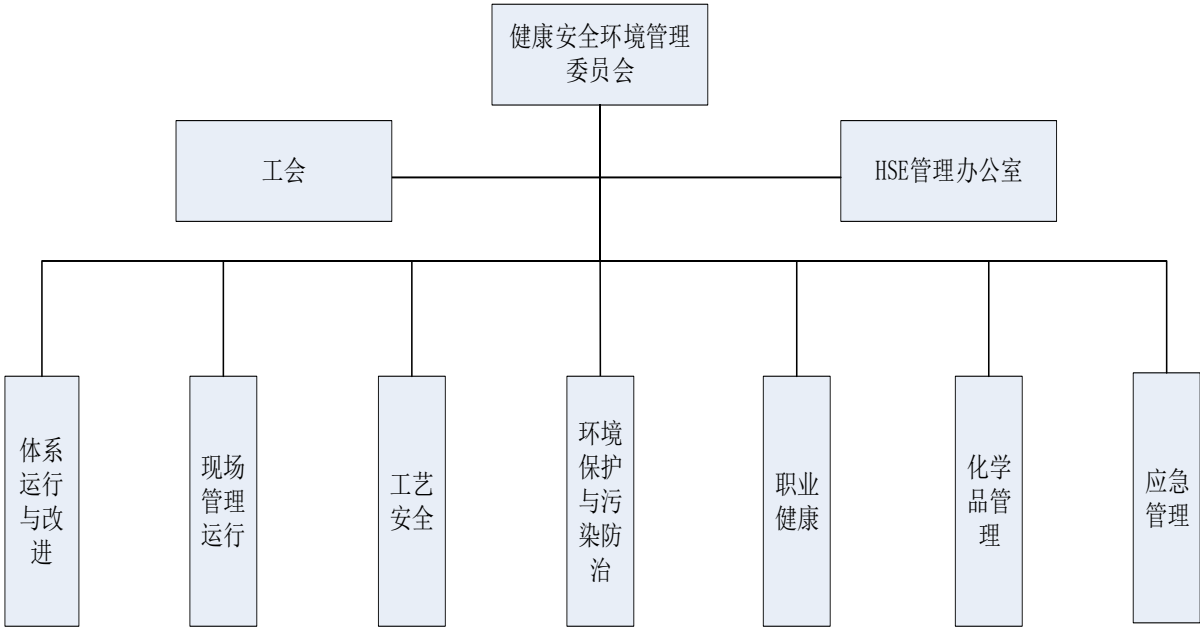 健康安全环境管理
委员会
工会
HSE管理办公室
体系
运行
与改
进
现场
管理
运行
工艺
安全
环境
保护
与污
染防
治
职业
健康
化学
品管
理
应急
管理